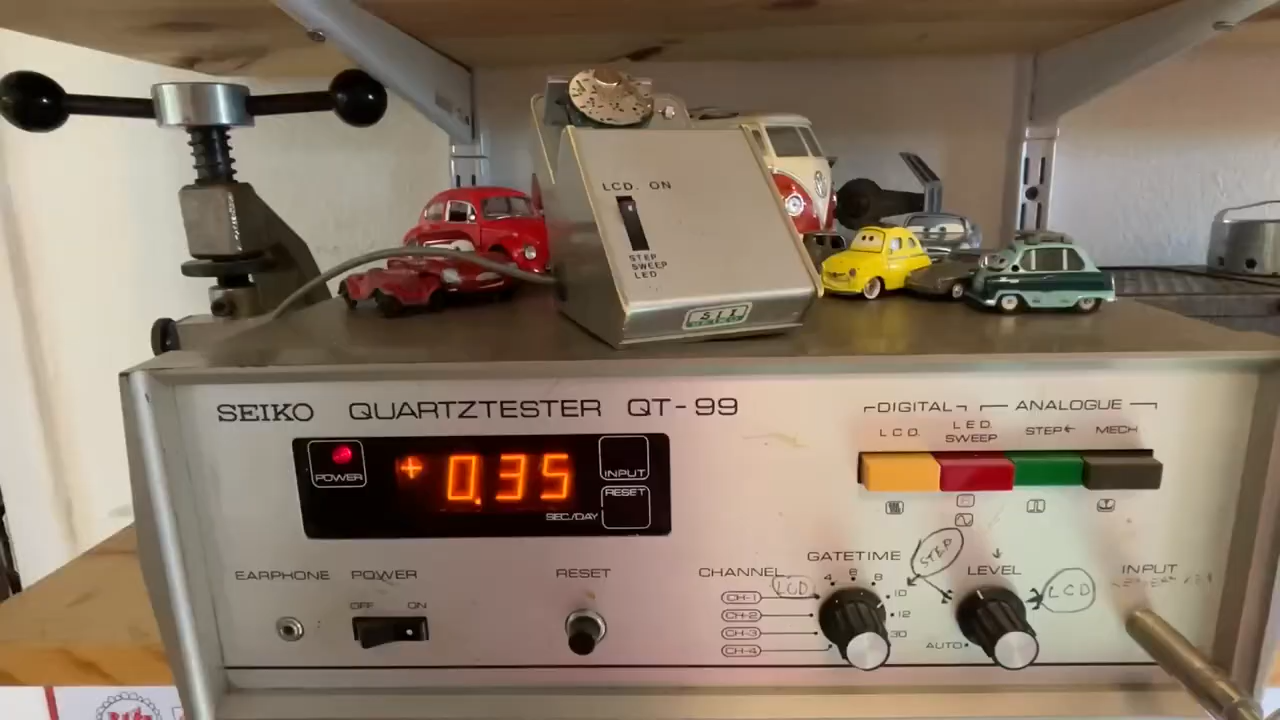 LCD. ON
STEP
SWEEP
LED
SII
SEIKO
SEIKO QUARTZTESTER QT-99
DIGITAL ANALOGUE
L C D. L E D. SWEEP STEP MECH
POWER
+ 0.35
SEC./DAY
INPUT
RESET
EARPHONE
POWER
OFF ON
RESET
CHANNEL
LCD
CH-1
CH-2
CH-3
CH-4
GATETIME
4 6 8 10 12 30
STEP
LEVEL
AUTO
LCD
INPUT